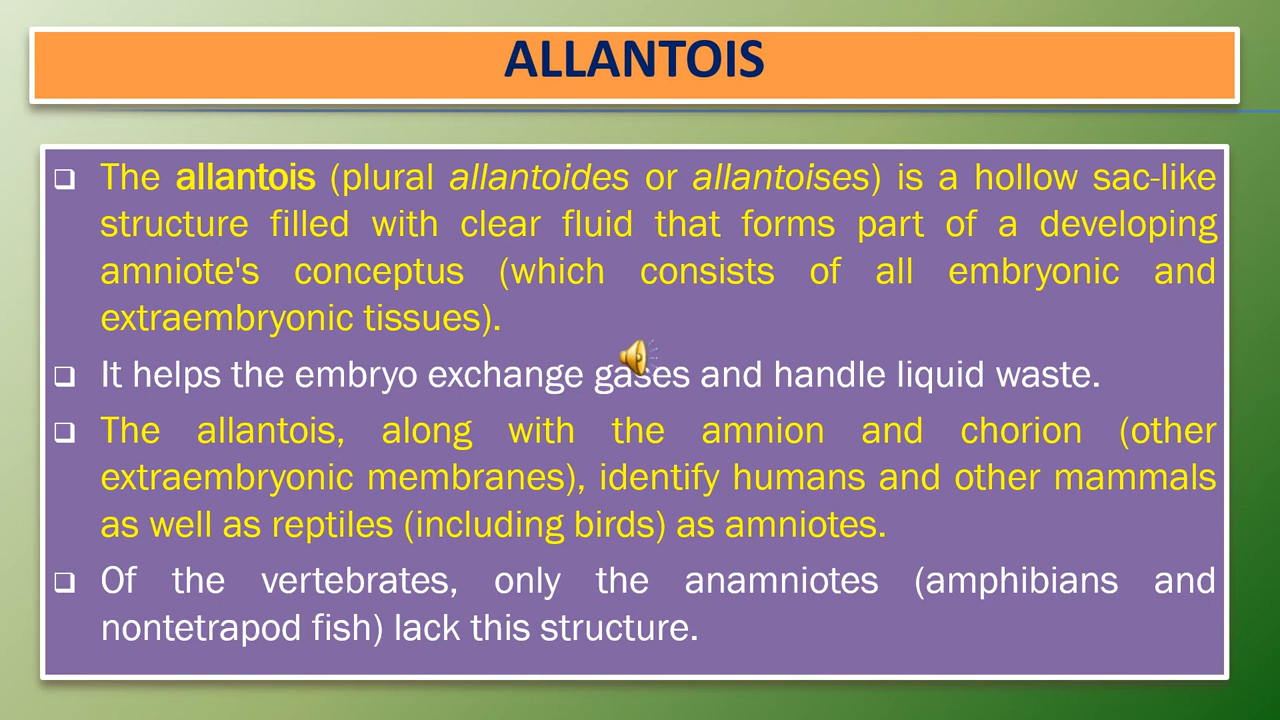 ALLANTOIS
The allantois (plural allantoides or allantoises) is a hollow sac-like
structure filled with clear fluid that forms part of a developing
amniote's conceptus (which consists of all embryonic and
extraembryonic tissues).
It helps the embryo exchange gases and handle liquid waste.
The allantois, along with the amnion and chorion (other
extraembryonic membranes), identify humans and other mammals
as well as reptiles (including birds) as amniotes.
Of the vertebrates, only the anamniotes (amphibians and
nontetrapod fish) lack this structure.